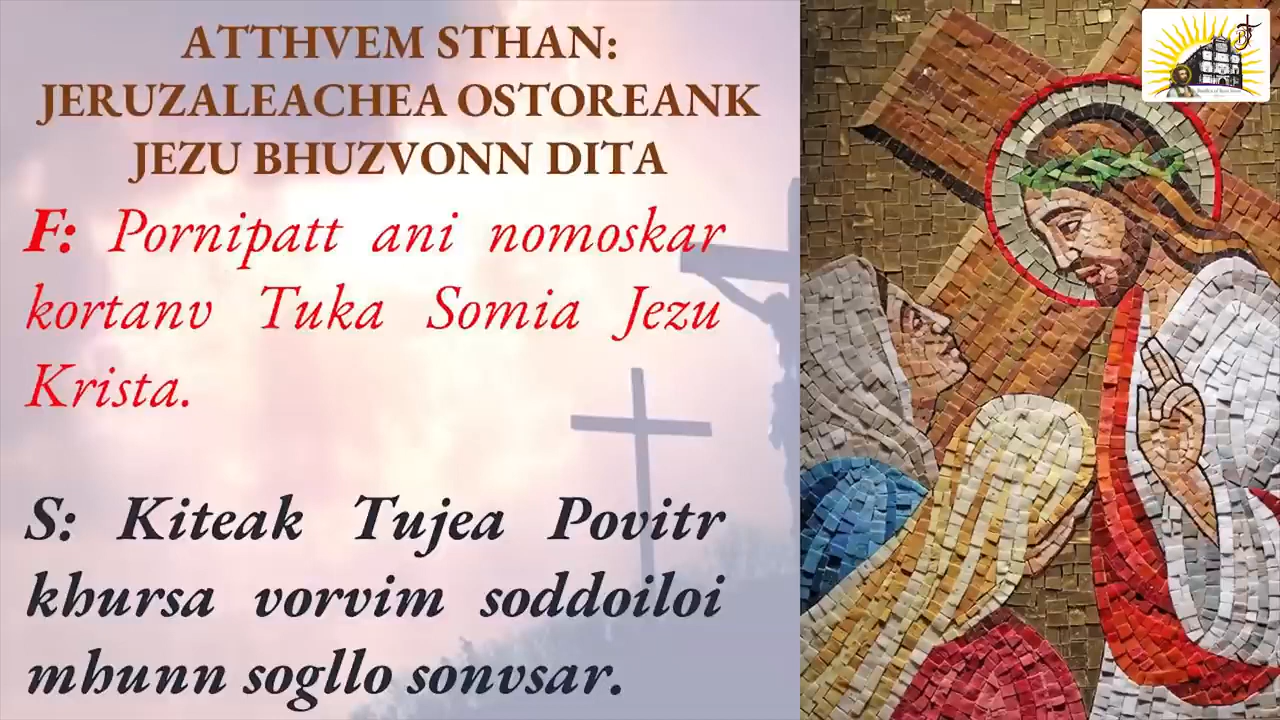 ATTHVEM STHAN:
JERUZALEACHEA OSTOREANK
JEZU BHUZVONN DITA
F: Pornipatt ani nomoskar
kortanv Tuka Somia Jezu
Krista.
S: Kiteak Tujea Povitr
khursa vorvim soddoiloi
mhunn sogllo sonvsar.